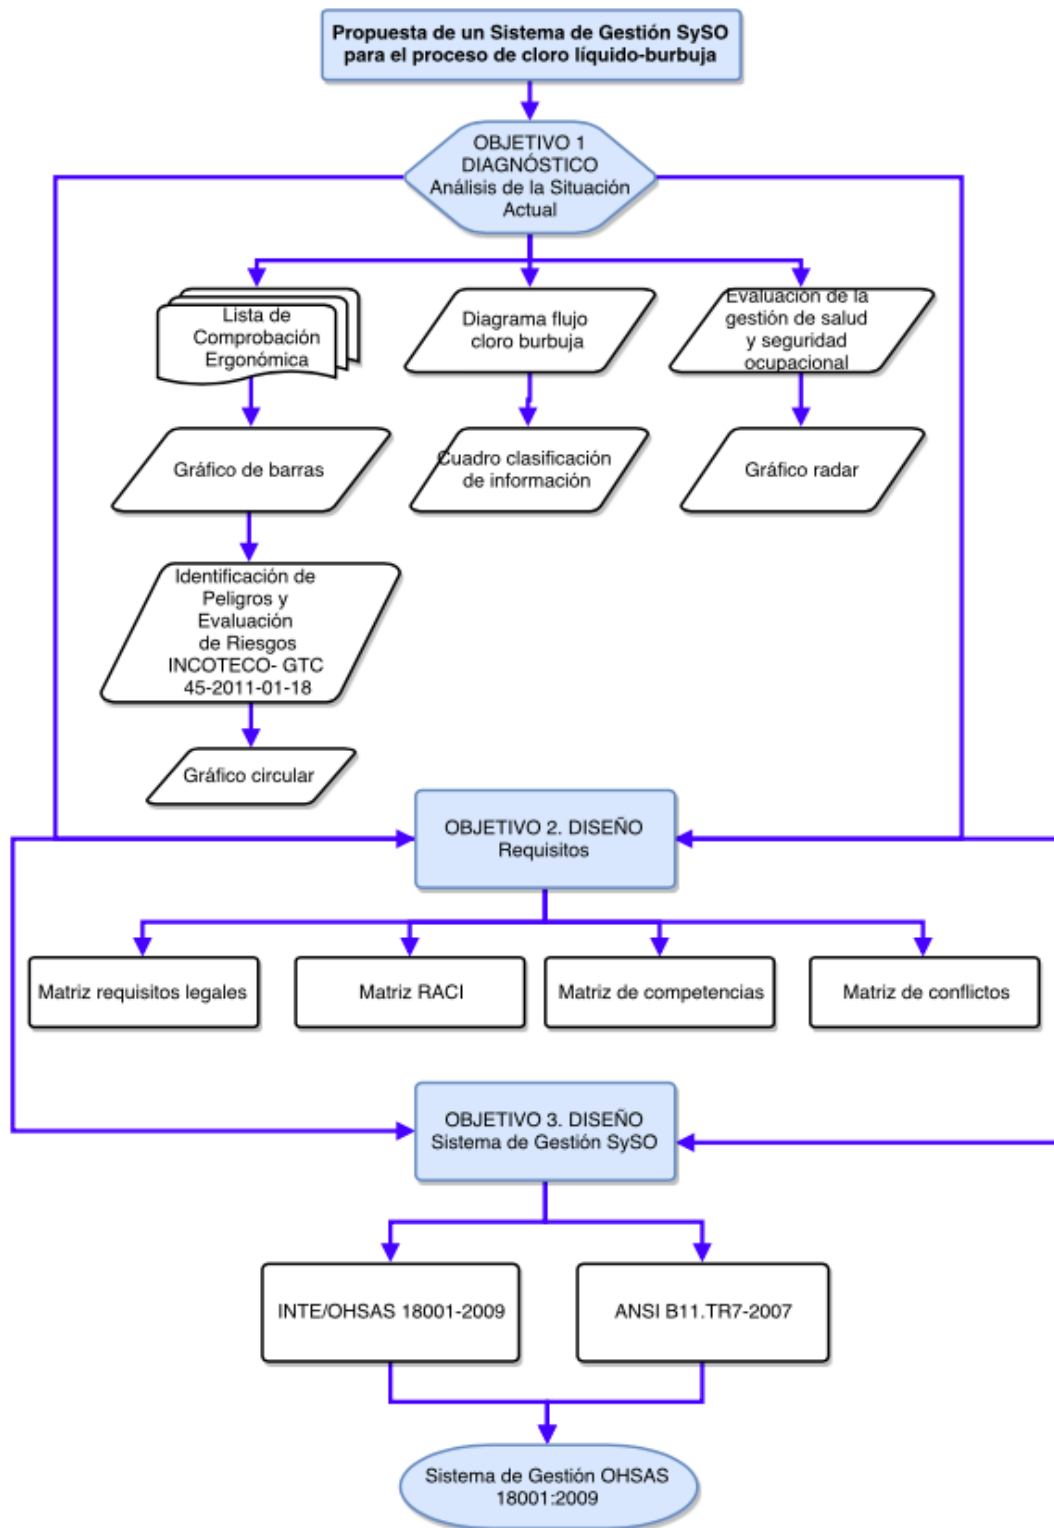 Propuesta de un Sistema de Gestión SySO
para el proceso de cloro líquido-burbuja
OBJETIVO 1
DIAGNÓSTICO
Análisis de la Situación
Actual
Lista de
Comprobación
Ergonómica
Diagrama flujo
cloro burbuja
Evaluación de la
gestión de salud
y seguridad
ocupacional
Gráfico de barras
Cuadro clasificación
de información
Gráfico radar
Identificación de
Peligros y
Evaluación
de Riesgos
INCOTECO- GTC
45-2011-01-18
Gráfico circular
OBJETIVO 2. DISEÑO
Requisitos
Matriz requisitos legales
Matriz RACI
Matriz de competencias
Matriz de conflictos
OBJETIVO 3. DISEÑO
Sistema de Gestión SySO
INTE/OHSAS 18001-2009
ANSI B11.TR7-2007
Sistema de Gestión OHSAS
18001:2009